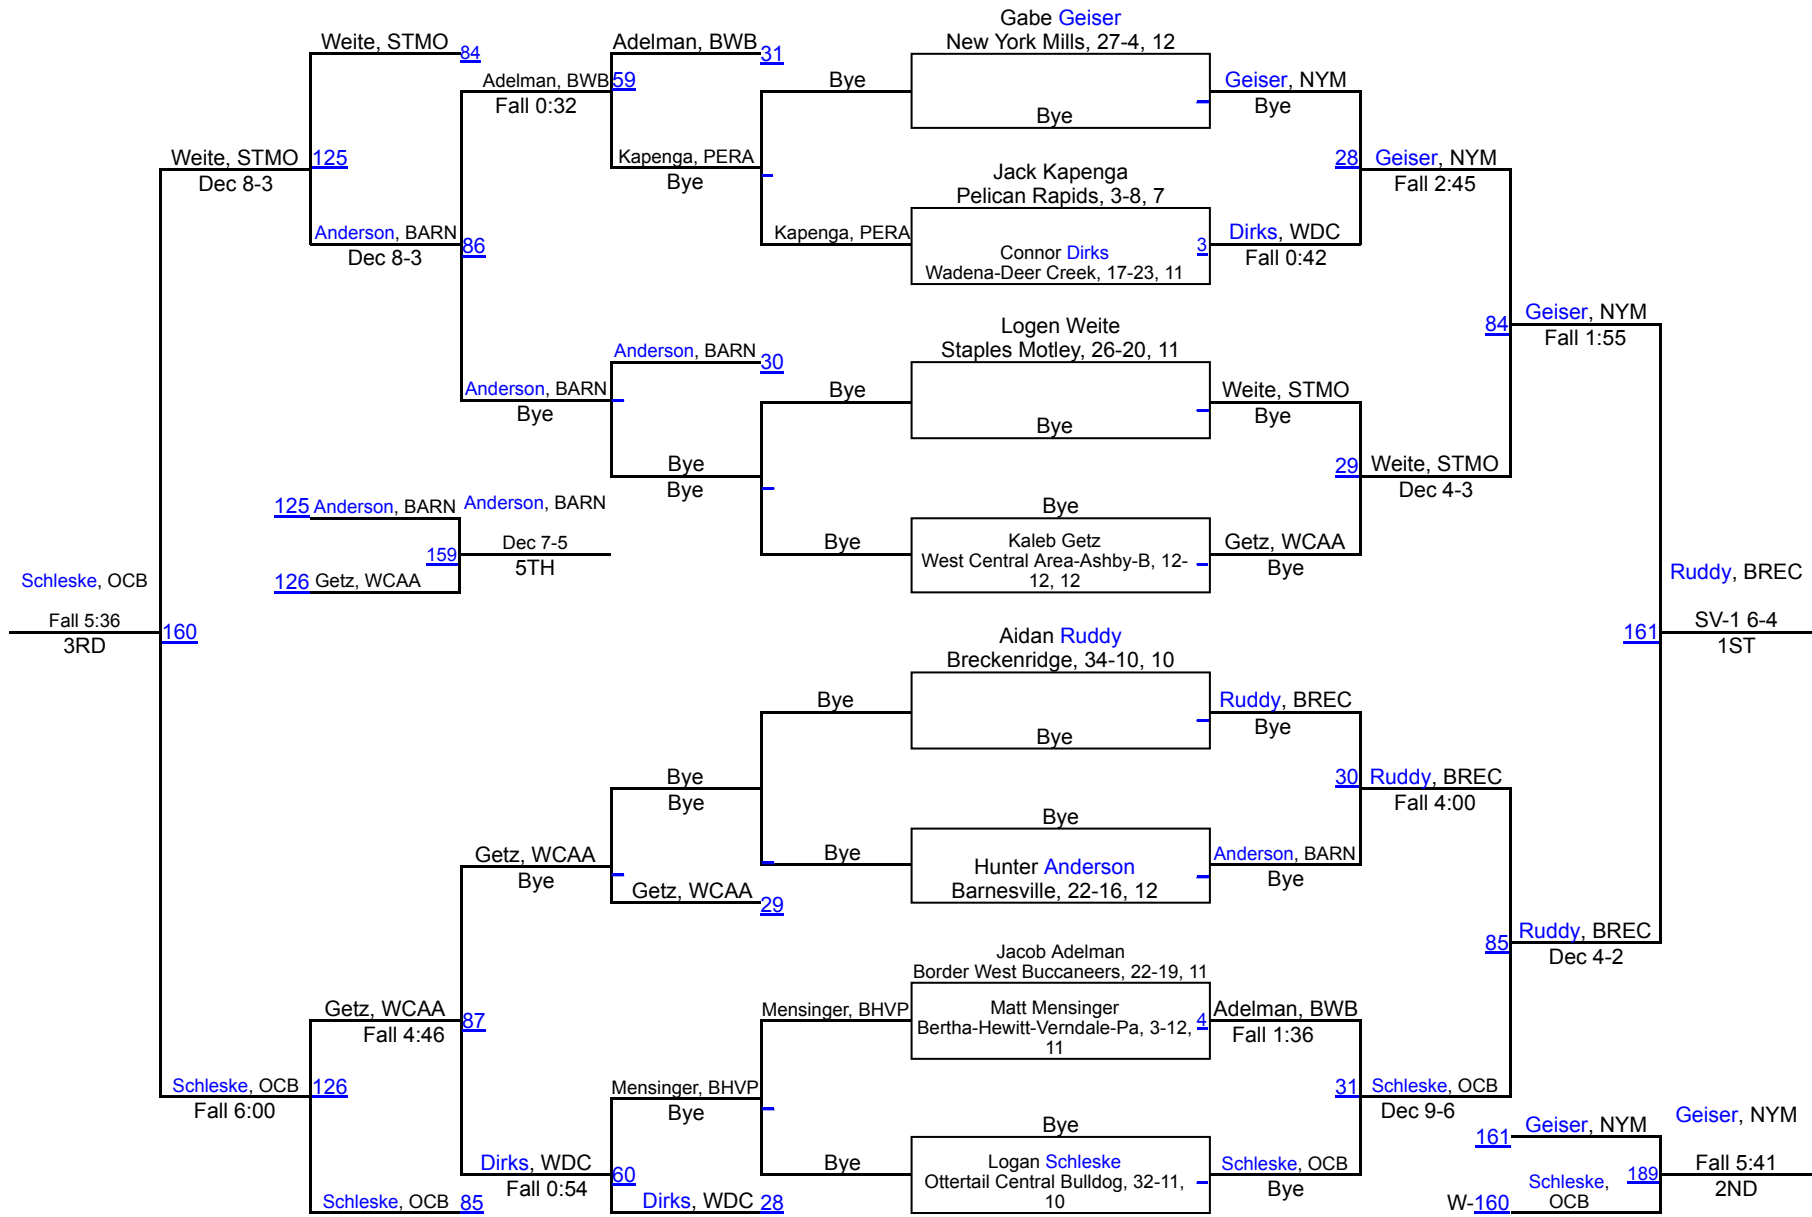 Gabe Geiser
New York Mills, 27-4, 12
Bye
Bye
Geiser, NYM
Bye
Jack Kapenga
Pelican Rapids, 3-8, 7
Kapenga, PERA
Connor Dirks
Wadena-Deer Creek, 17-23, 11
3
Dirks, WDC
Fall 0:42
28
Geiser, NYM
Fall 2:45
Logen Weite
Staples Motley, 26-20, 11
Bye
Bye
Weite, STMO
Bye
Bye
Kaleb Getz
West Central Area-Ashby-B, 12-
12, 12
Bye
Getz, WCAA
Bye
29
Weite, STMO
Dec 4-3
84
Geiser, NYM
Fall 1:55
Aidan Ruddy
Breckenridge, 34-10, 10
Bye
Bye
Ruddy, BREC
Bye
Bye
Hunter Anderson
Barnesville, 22-16, 12
Bye
Anderson, BARN
Bye
30
Ruddy, BREC
Fall 4:00
Jacob Adelman
Border West Buccaneers, 22-19, 11
Mensinger, BHVP
Matt Mensinger
Bertha-Hewitt-Verndale-Pa, 3-12,
11
4
Adelman, BWB
Fall 1:36
Bye
Logan Schleske
Ottertail Central Bulldog, 32-11,
10
Bye
Schleske, OCB
Bye
31
Schleske, OCB
Dec 9-6
85
Ruddy, BREC
Dec 4-2
161
Ruddy, BREC
SV-1 6-4
1ST
161
Geiser, NYM
W-160
Schleske,
OCB
189
Geiser, NYM
Fall 5:41
2ND
Adelman, BWB
31
Kapenga, PERA
Bye
59
Adelman, BWB
Fall 0:32
Anderson, BARN
30
Bye
Bye
Anderson, BARN
Bye
86
Anderson, BARN
Dec 8-3
Weite, STMO
84
125
Weite, STMO
Dec 8-3
125
Anderson, BARN
126
Getz, WCAA
159
Anderson, BARN
Dec 7-5
5TH
Bye
Bye
Getz, WCAA
29
Getz, WCAA
Bye
Mensinger, BHVP
Bye
Dirks, WDC
28
60
Dirks, WDC
Fall 0:54
87
Getz, WCAA
Fall 4:46
Schleske, OCB
85
126
Schleske, OCB
Fall 6:00
160
Schleske, OCB
Fall 5:36
3RD